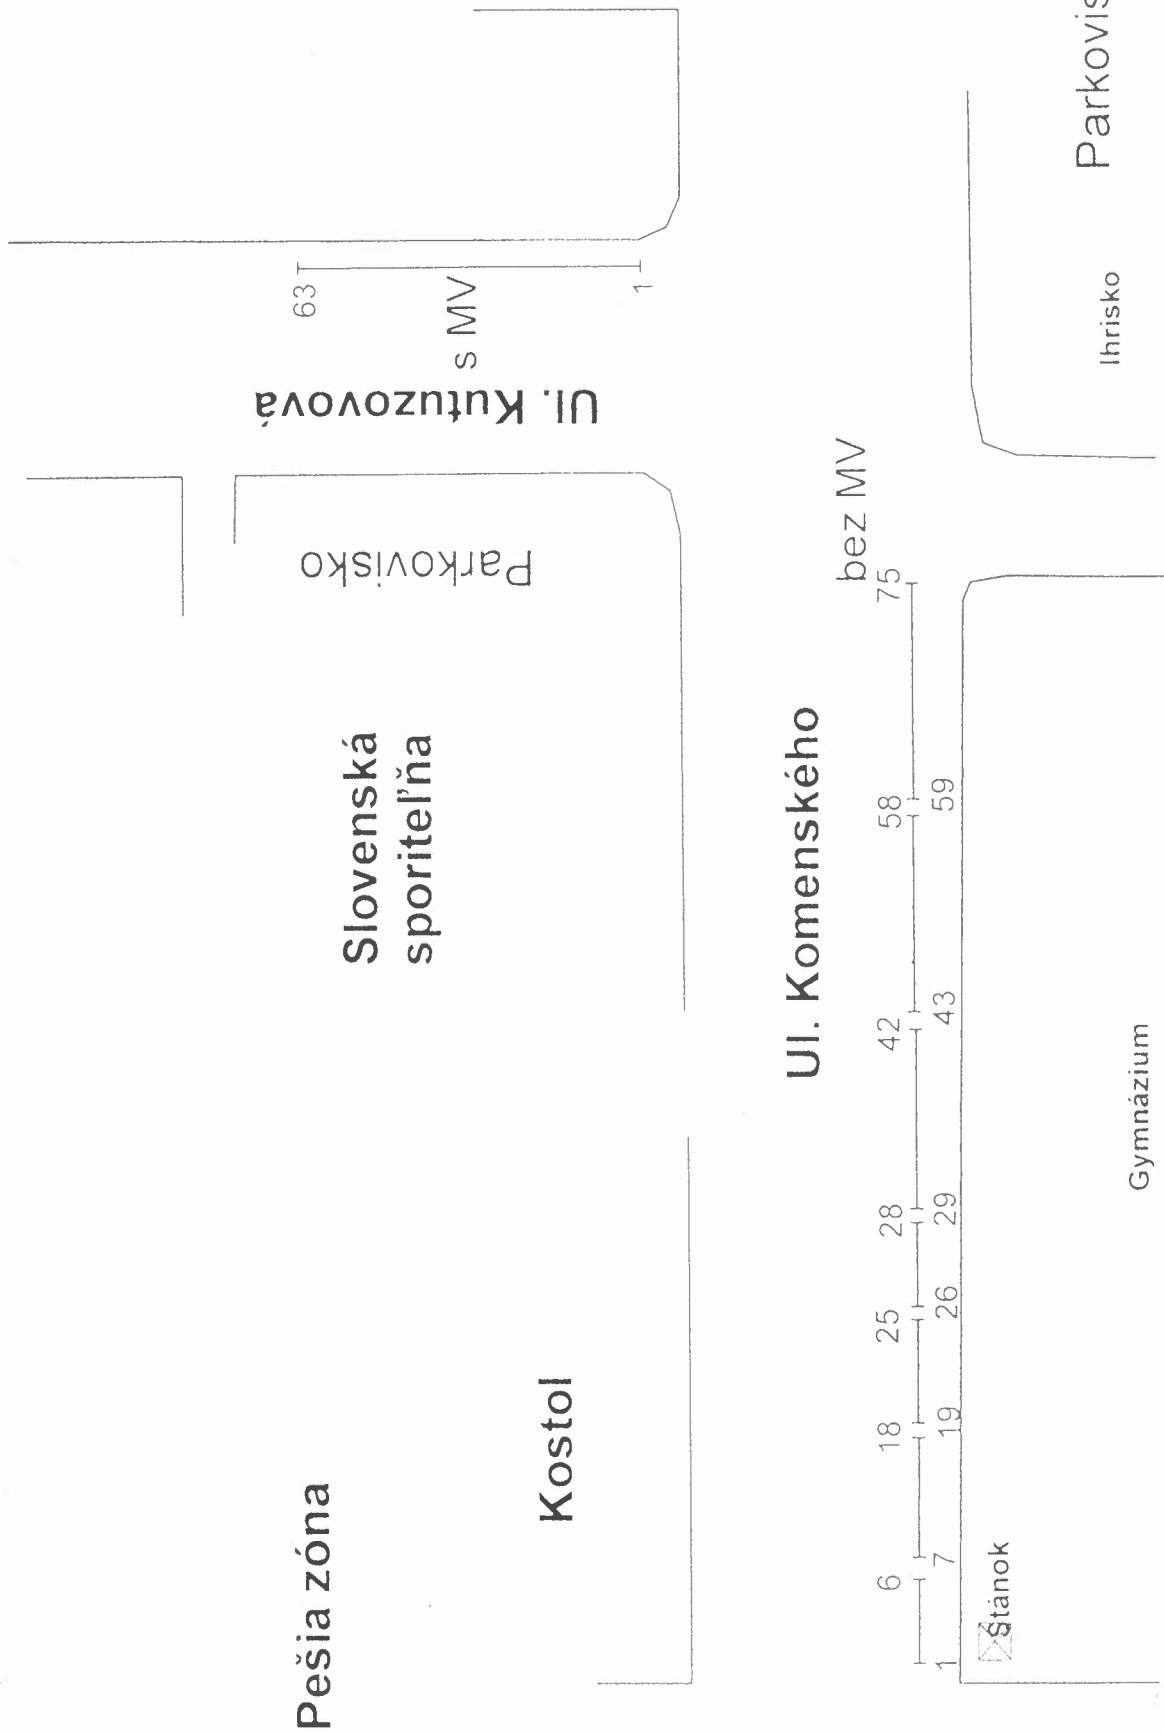 Pešia zóna
Slovenská
sporiteľňa
Kostol
Parkovisko
Ul. Kutuzovová
s MV
63
1
Ul. Komenského
bez MV
6 18 25 28 42 58 75
1 7 19 26 29 43 59
Štánok
Gymnázium
Ihrisko
Parkovis